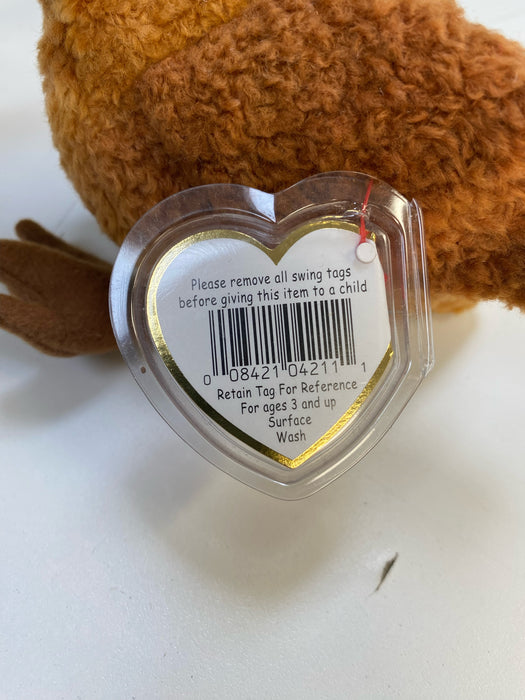 Please remove all swing tags
before giving this item to a child
0 08421 04211 1
Retain Tag For Reference
For ages 3 and up
Surface
Wash